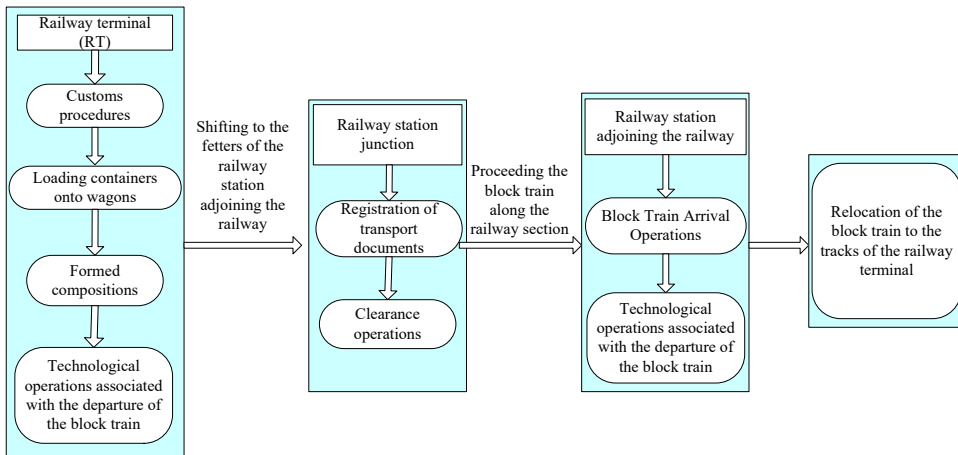 Railway terminal
(RT)
Customs
procedures
Loading containers
onto wagons
Formed
compositions
Technological
operations associated
with the departure of
the block train
Shifting to the
fetters of the
railway
station
adjoining the
railway
Railway station
junction
Registration of
transport
documents
Clearance
operations
Proceeding the
block train
along the
railway section
Railway station
adjoining the railway
Block Train Arrival
Operations
Technological
operations associated
with the departure of
the block train
Relocation of the
block train to the
tracks of the railway
terminal